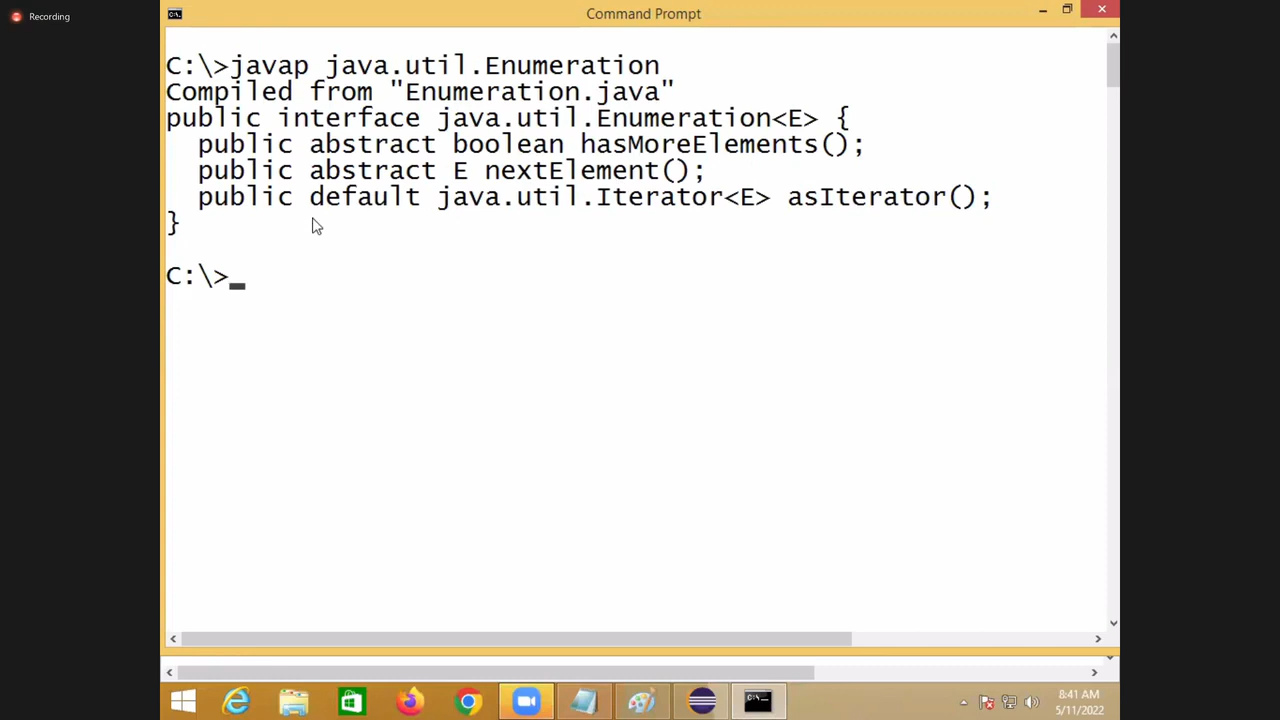 Recording
Command Prompt
C:\>javap java.util.Enumeration
Compiled from "Enumeration.java"
public interface java.util.Enumeration<E> {
  public abstract boolean hasMoreElements();
  public abstract E nextElement();
  public default java.util.Iterator<E> asIterator();
}
C:\>_
8:41 AM
5/11/2022